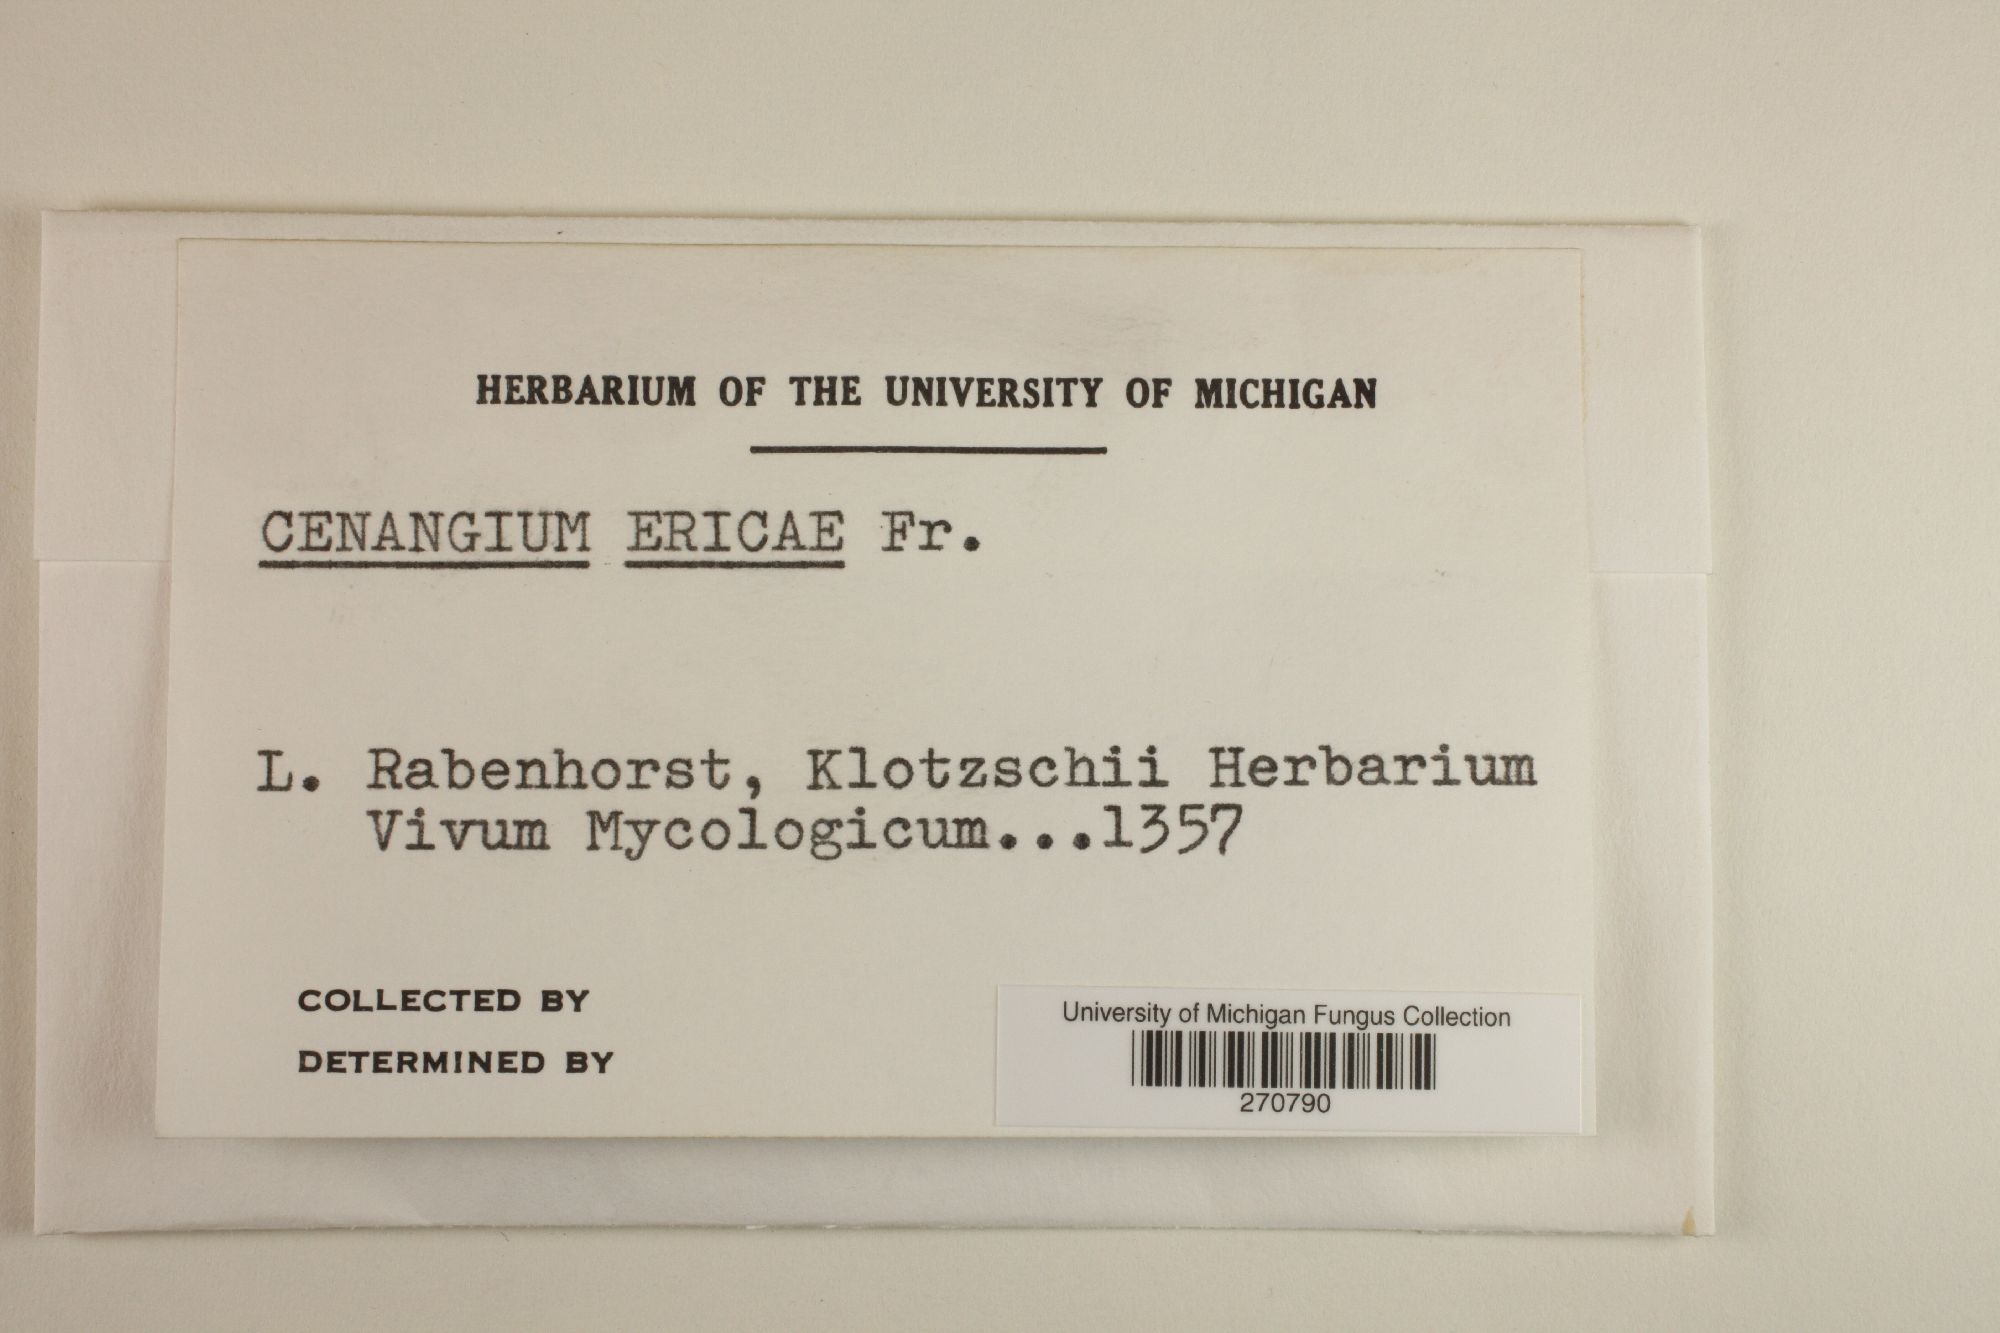 HERBARIUM OF THE UNIVERSITY OF MICHIGAN
CENANGIUM ERICAE Fr.
L. Rabenhorst, Klotzschii Herbarium
Vivum Mycologicum...1357
COLLECTED BY
DETERMINED BY
University of Michigan Fungus Collection
270790